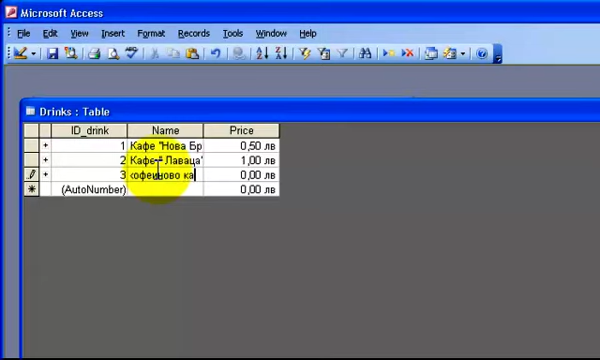 Microsoft Access
File Edit View Insert Format Records Tools Window Help
Drinks : Table
ID_drink Name Price
1 Кафе "Нова Бр 0,50 лв
2 Кафе " Лаваца" 1,00 лв
3 кофеиново ка 0,00 лв
(AutoNumber) 0,00 лв